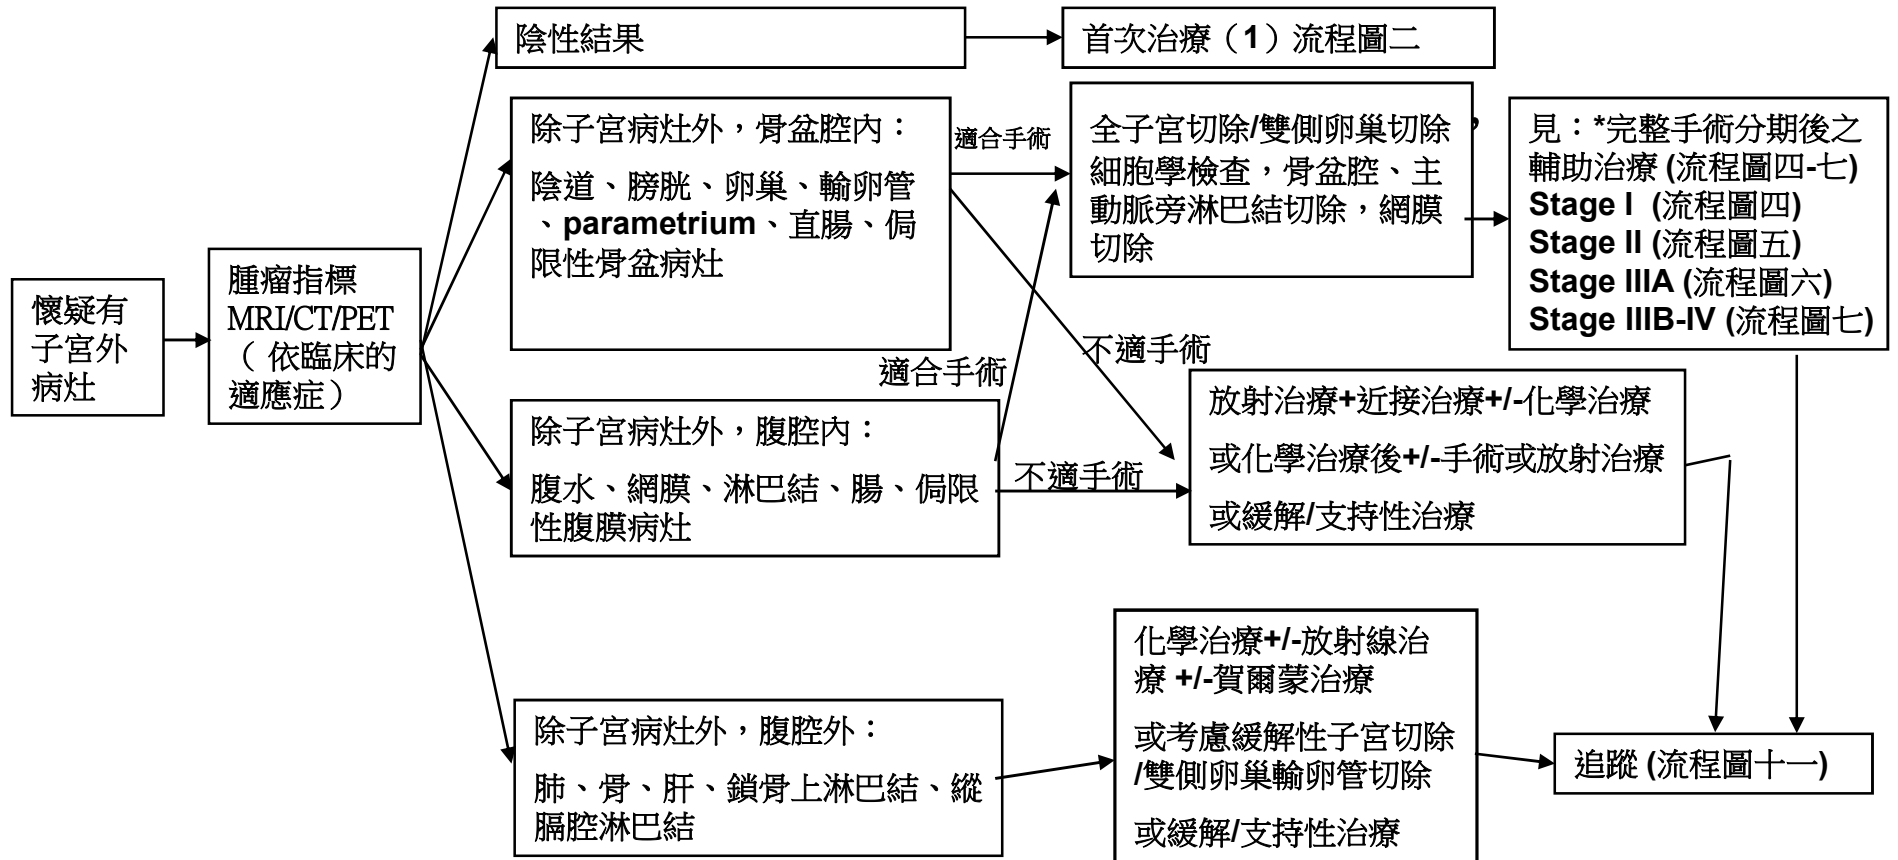 陰性結果
首次治療（1）流程圖二
除子宮病灶外，骨盆腔內：
陰道、膀胱、卵巢、輸卵管
、parametrium、直腸、侷
限性骨盆病灶
適合手術
全子宮切除/雙側卵巢切除，
細胞學檢查，骨盆腔、主
動脈旁淋巴結切除，網膜
切除
見：*完整手術分期後之
輔助治療 (流程圖四-七)
Stage I (流程圖四)
Stage II (流程圖五)
Stage IIIA (流程圖六)
Stage IIIB-IV (流程圖七)
懷疑有
子宮外
病灶
腫瘤指標
MRI/CT/PET
（ 依臨床的
適應症）
不適手術
適合手術
除子宮病灶外，腹腔內：
腹水、網膜、淋巴結、腸、侷限
性腹膜病灶
不適手術
放射治療+近接治療+/-化學治療
或化學治療後+/-手術或放射治療
或緩解/支持性治療
除子宮病灶外，腹腔外：
肺、骨、肝、鎖骨上淋巴結、縱
膈腔淋巴結
化學治療+/-放射線治
療 +/-賀爾蒙治療
或考慮緩解性子宮切除
/雙側卵巢輸卵管切除
或緩解/支持性治療
追蹤 (流程圖十一)